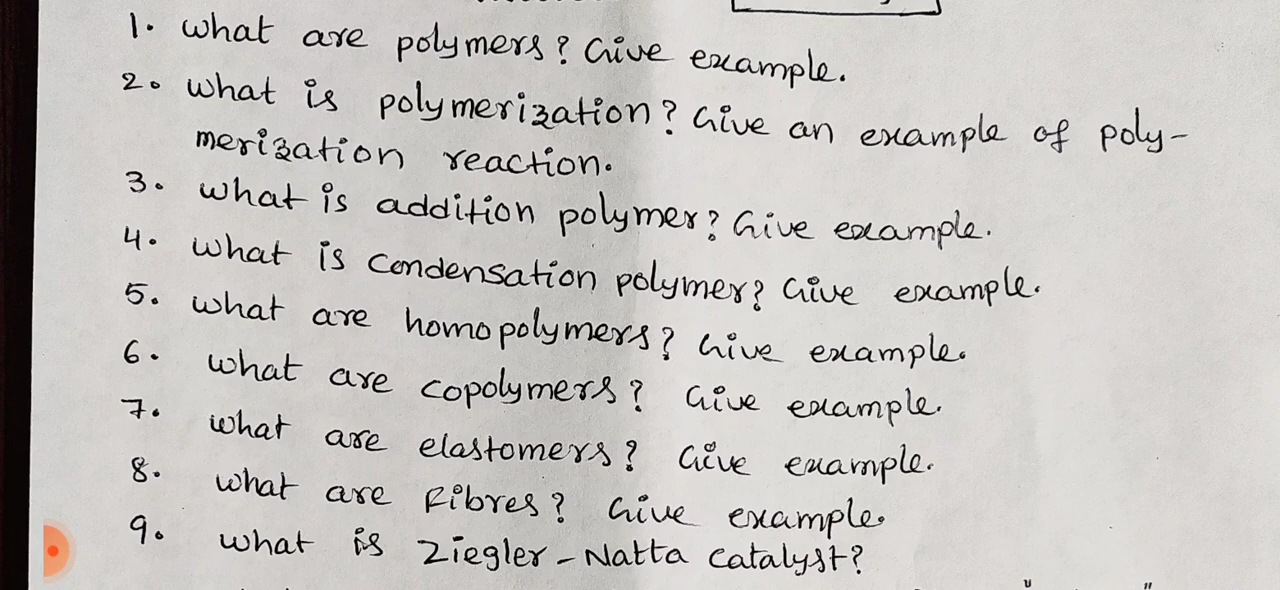 1. What are polymers? Give example.
2. What is polymerization? Give an example of poly-
merization reaction.
3. What is addition polymer? Give example.
4. What is condensation polymer? Give example.
5. What are homopolymers? Give example.
6. What are copolymers? Give example.
7. What are elastomers? Give example.
8. What are Fibres? Give example.
9. What is Ziegler-Natta catalyst?